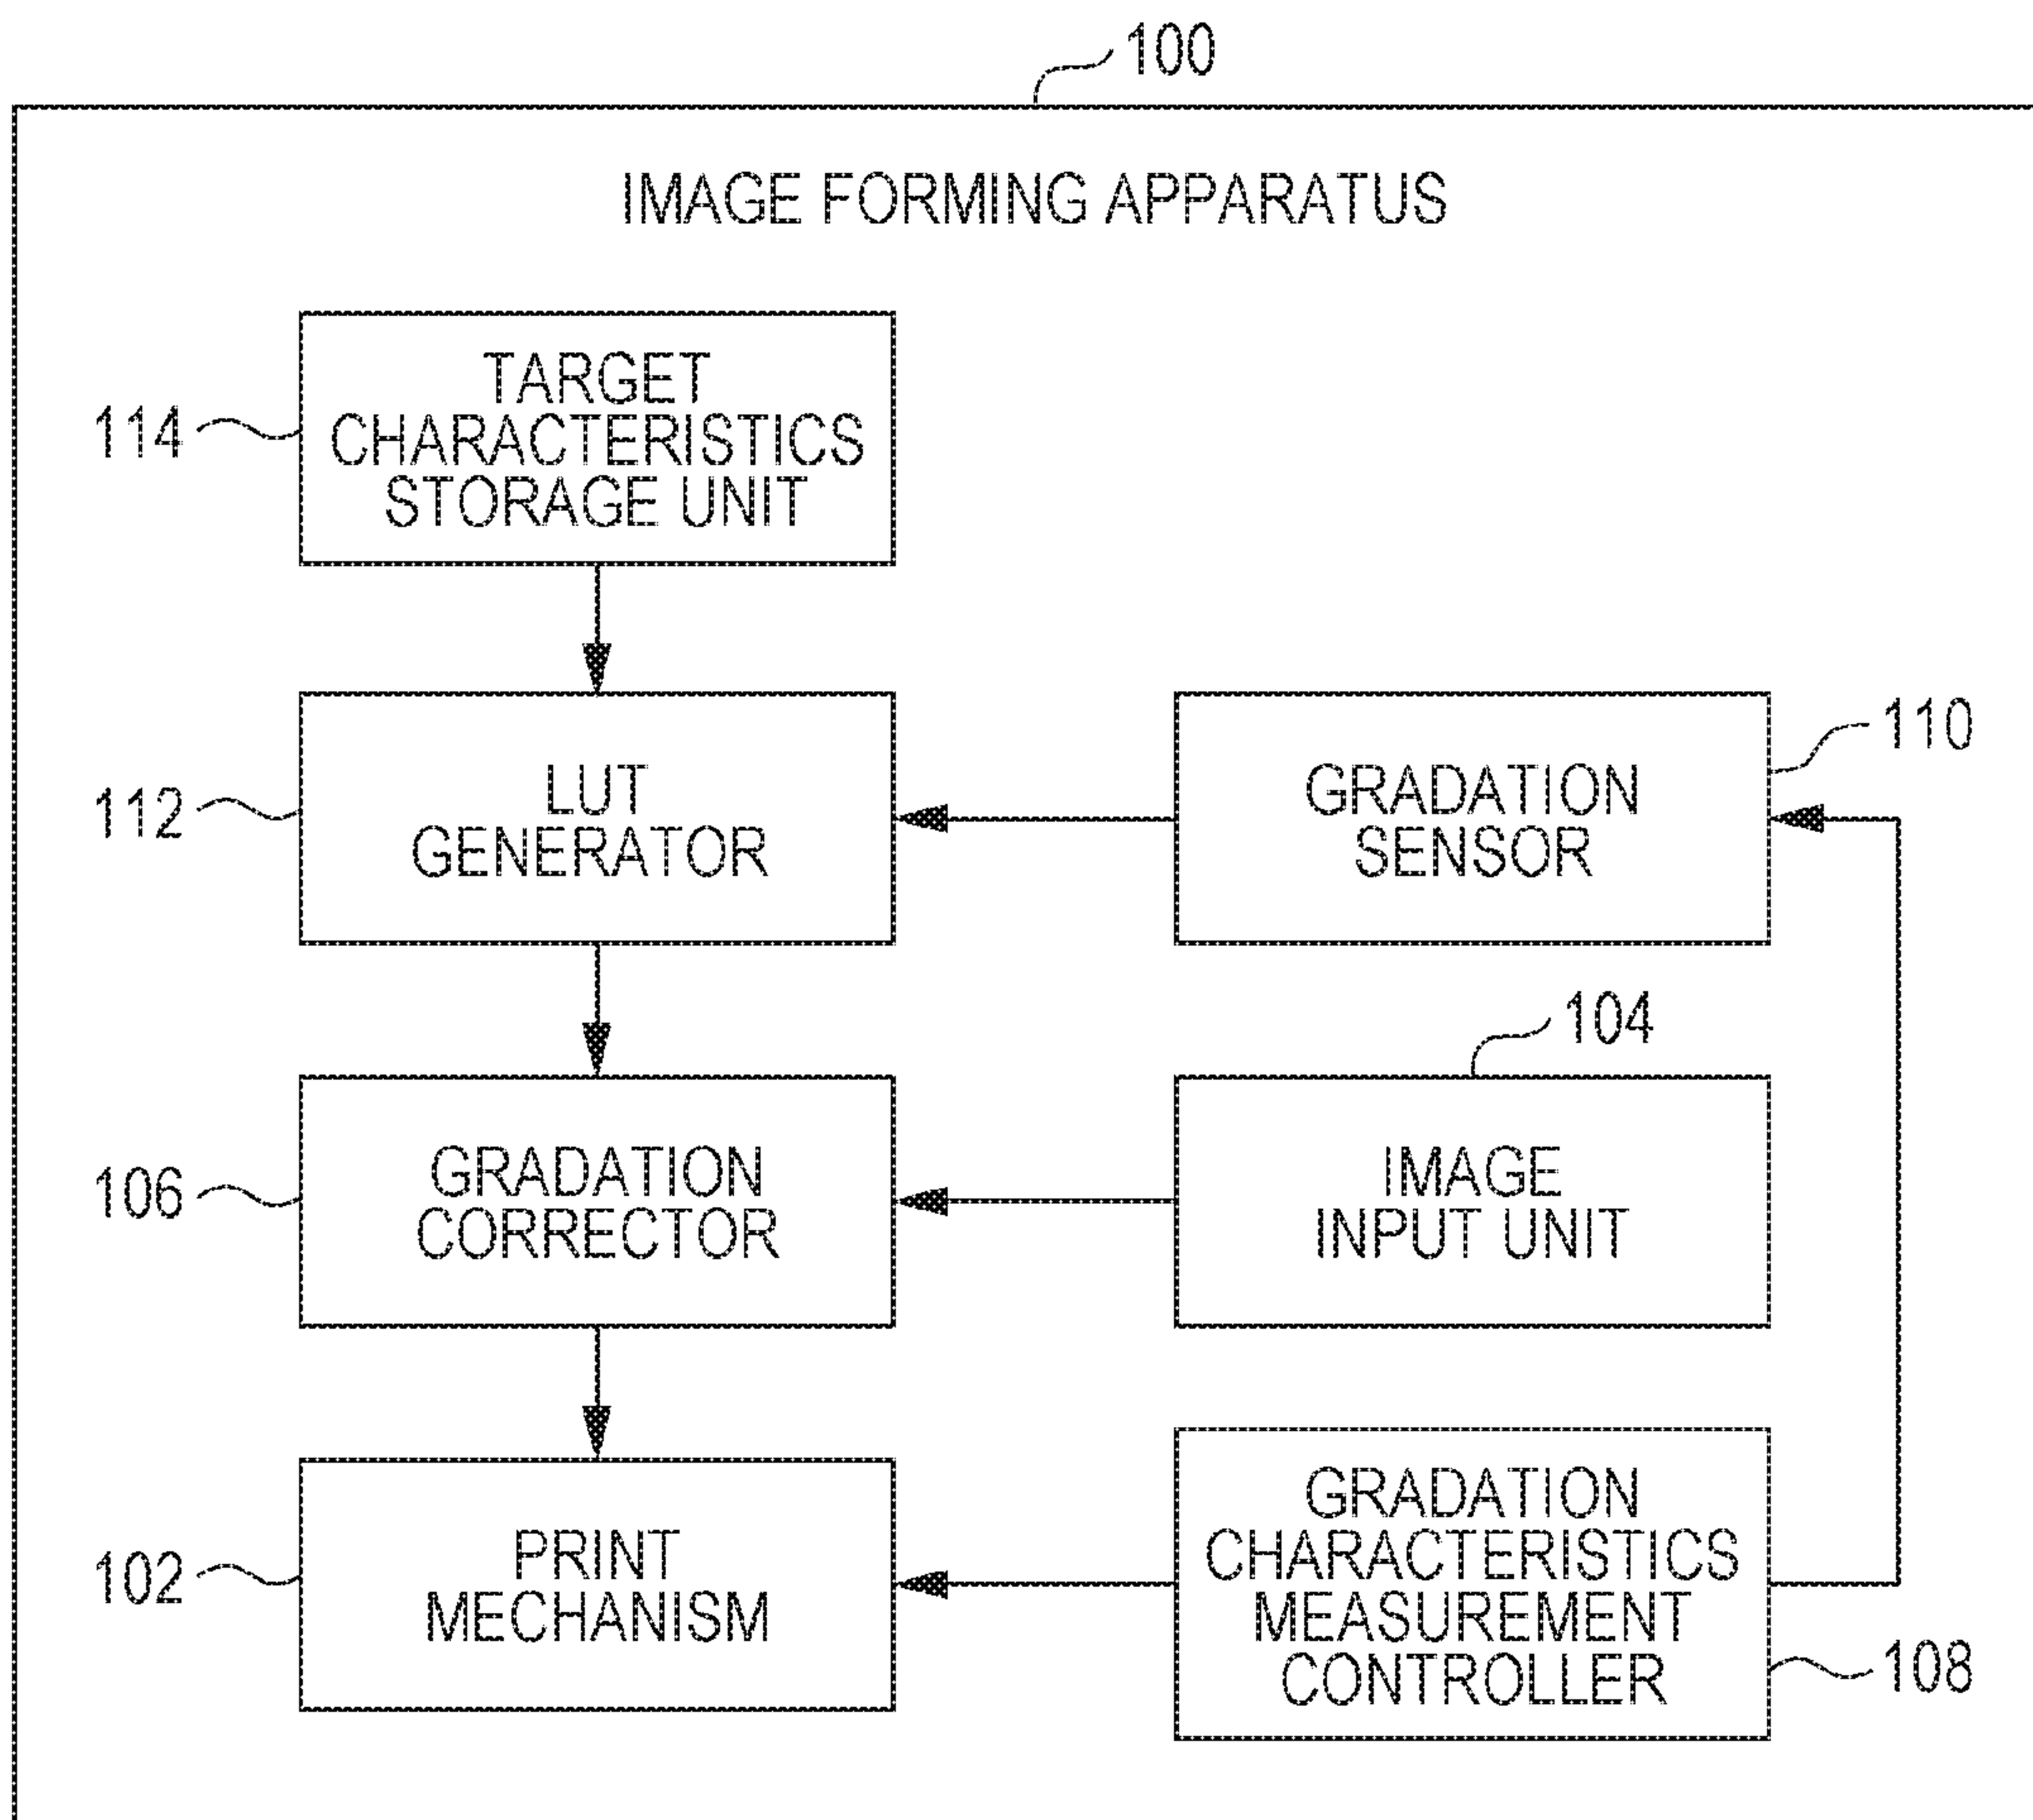 100
IMAGE FORMING APPARATUS
TARGET
CHARACTERISTICS
STORAGE UNIT
114
LUT
GENERATOR
112
GRADATION
SENSOR
110
GRADATION
CORRECTOR
106
IMAGE
INPUT UNIT
104
PRINT
MECHANISM
102
GRADATION
CHARACTERISTICS
MEASUREMENT
CONTROLLER
108